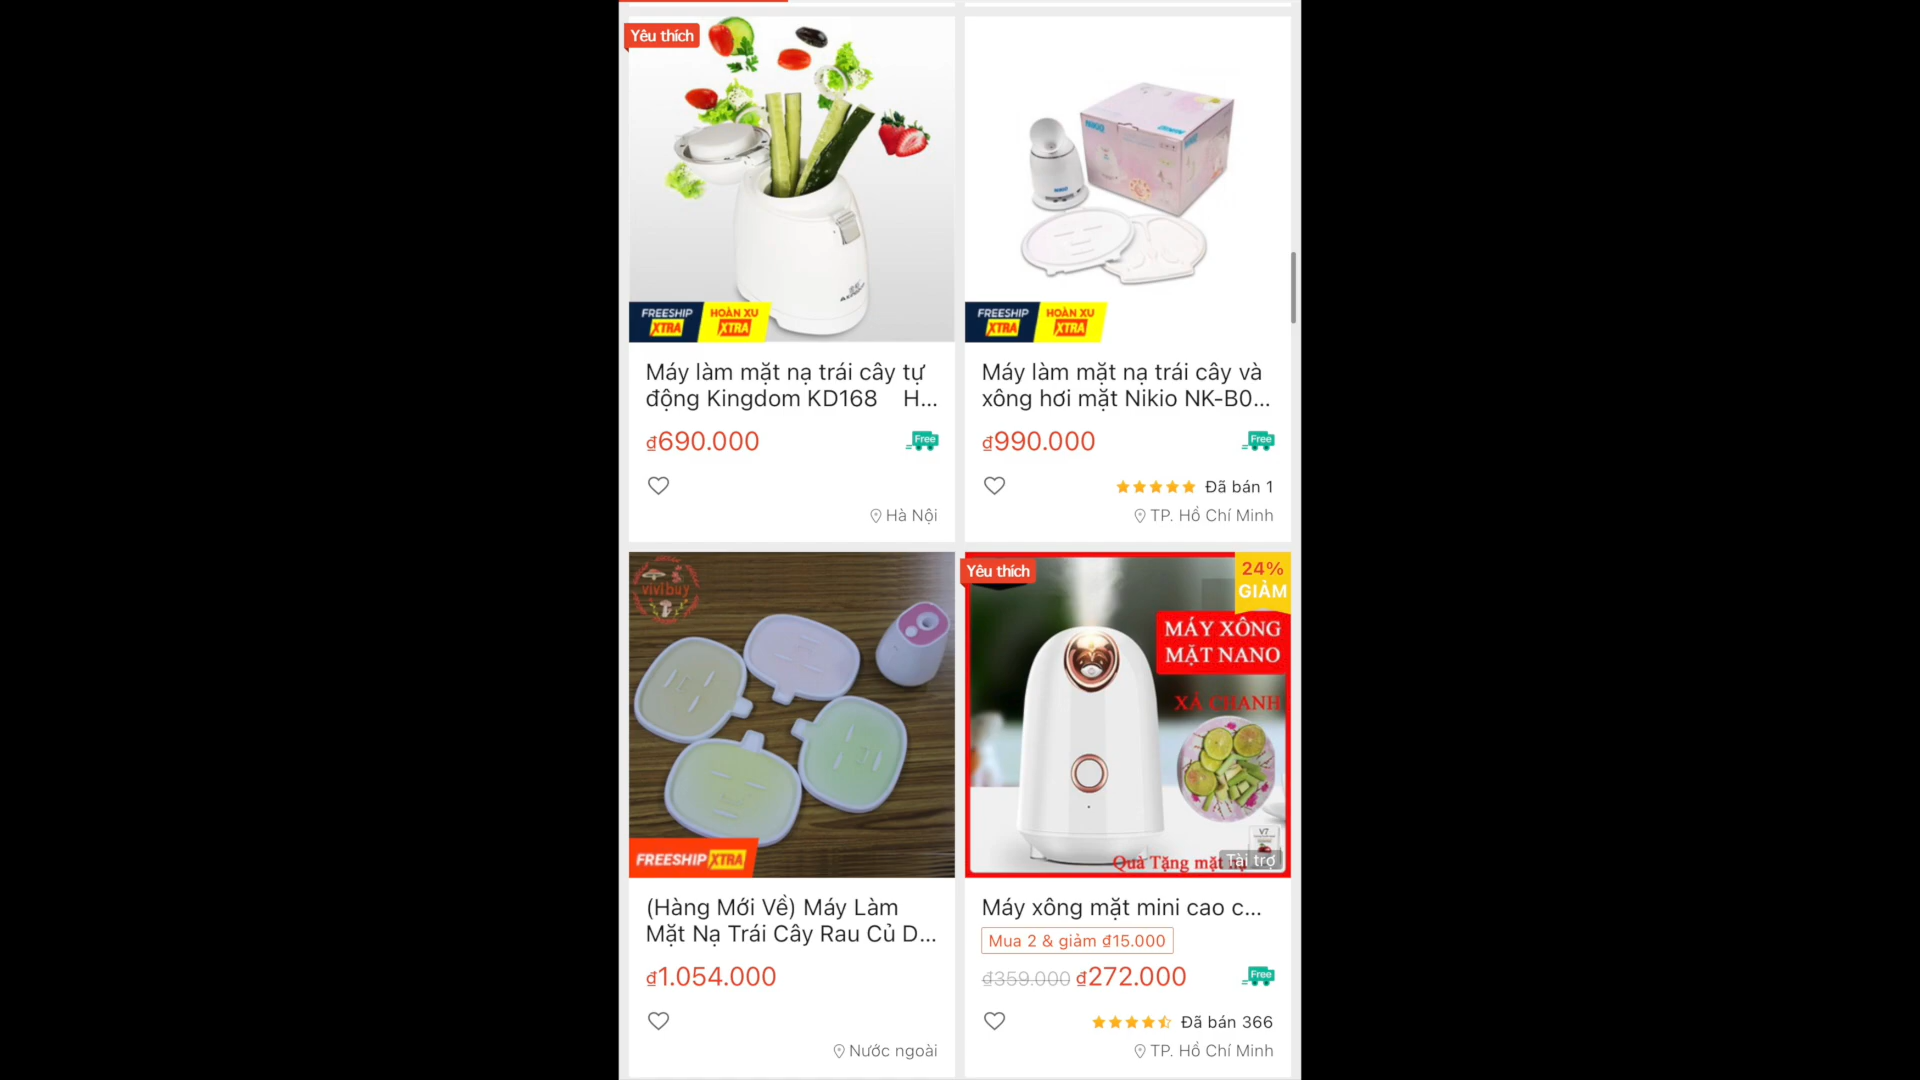 Yêu thích
FREESHIP
XTRA
HOÀN XU
XTRA
Máy làm mặt nạ trái cây tự
động Kingdom KD168 H...
₫690.000
Free
Hà Nội
FREESHIP
XTRA
HOÀN XU
XTRA
Máy làm mặt nạ trái cây và
xông hơi mặt Nikio NK-B0...
₫990.000
Free
Đã bán 1
TP. Hồ Chí Minh
vivibuy
FREESHIP XTRA
(Hàng Mới Về) Máy Làm
Mặt Nạ Trái Cây Rau Củ D...
₫1.054.000
Nước ngoài
Yêu thích
24%
GIẢM
MÁY XÔNG
MẶT NANO
XẢ CHANH
V7
Quà Tặng mặt
Tài trợ
Máy xông mặt mini cao c...
Mua 2 & giảm ₫15.000
₫359.000 ₫272.000
Free
Đã bán 366
TP. Hồ Chí Minh